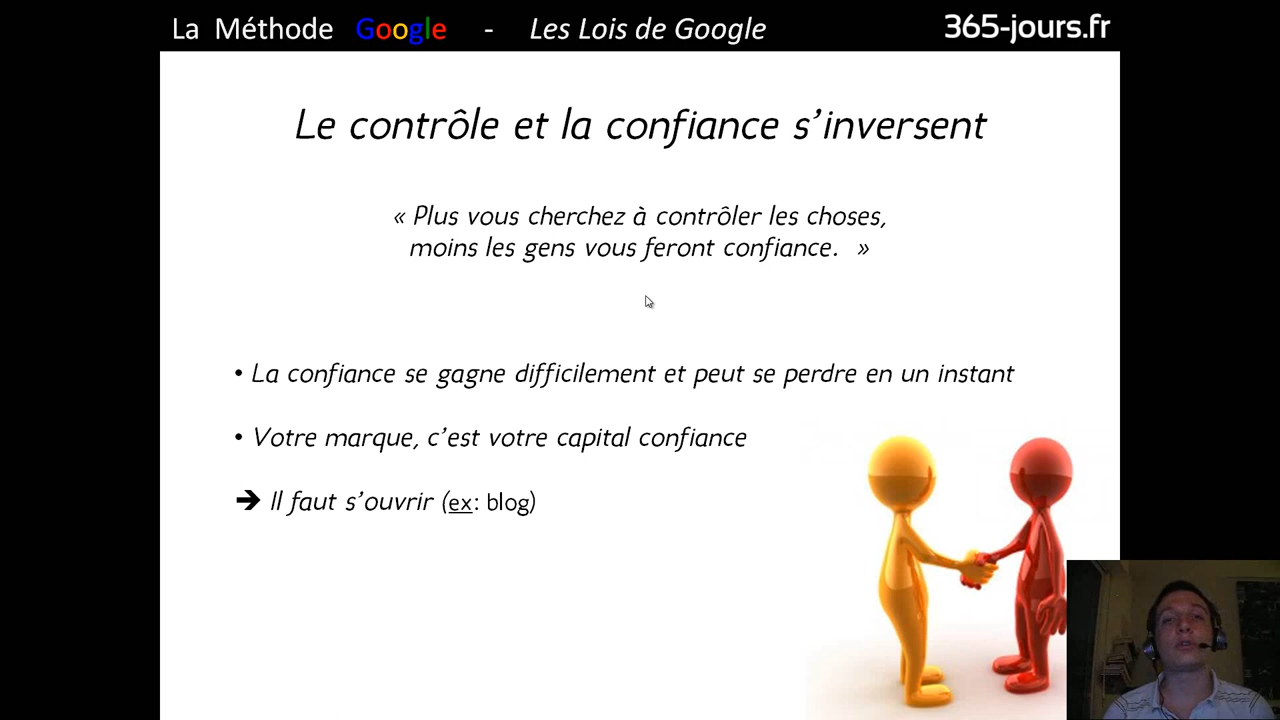 La Méthode Google - Les Lois de Google
365-jours.fr
Le contrôle et la confiance s’inversent
« Plus vous cherchez à contrôler les choses,
moins les gens vous feront confiance. »
• La confiance se gagne difficilement et peut se perdre en un instant
• Votre marque, c’est votre capital confiance
➔ Il faut s’ouvrir (ex: blog)